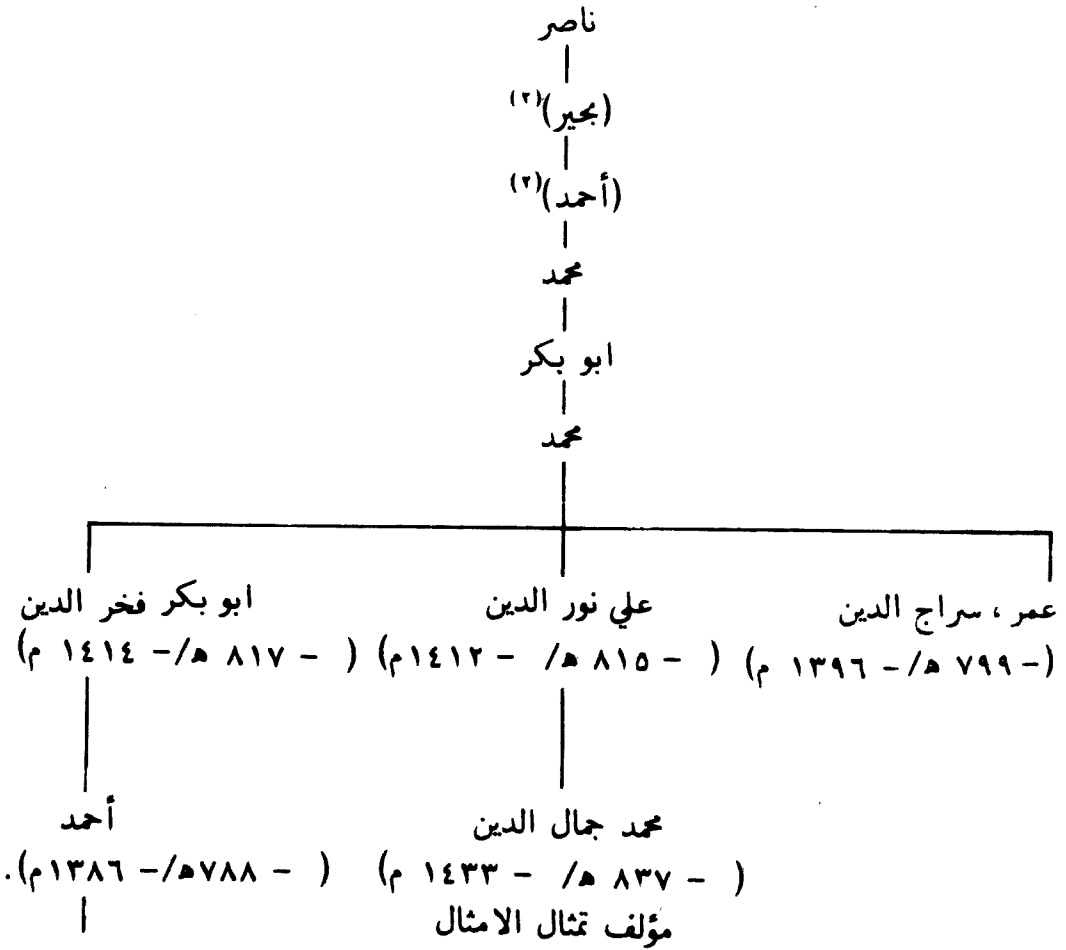 ناصر
(بحير)(٢)
(أحمد)(٢)
محمد
ابو بكر
محمد
عمر ، سراج الدين
علي نور الدين
ابو بكر فخر الدين
(- ٧٩٩ هـ/ - ١٣٩٦ م)
( - ٨١٥ هـ/ - ١٤١٢م)
( - ٨١٧ هـ/ - ١٤١٤ م)
محمد جمال الدين
أحمد
( - ٨٣٧ هـ/ - ١٤٣٣ م)
( - ٧٨٨هـ/ - ١٣٨٦م).
مؤلف تمثال الامثال